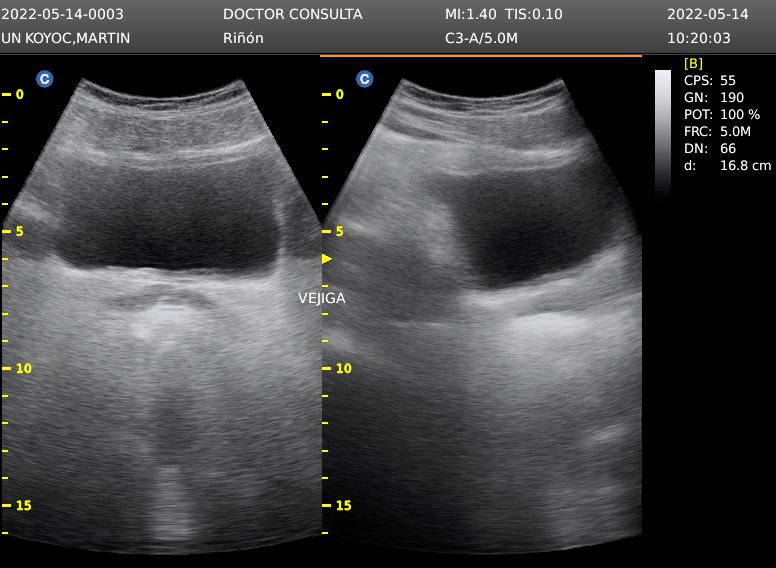 2022-05-14-0003 DOCTOR CONSULTA MI:1.40 TIS:0.10 2022-05-14
UN KOYOC,MARTIN Riñón C3-A/5.0M 10:20:03
[B]
CPS: 55
GN: 190
POT: 100 %
FRC: 5.0M
DN: 66
d: 16.8 cm
C C
0 0
5 5
VEJIGA
10 10
15 15